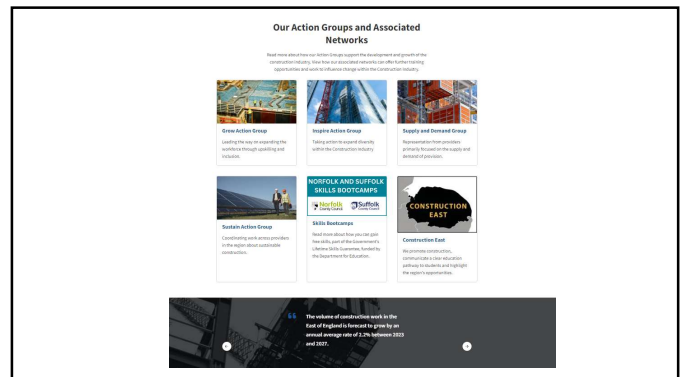 Our Action Groups and Associated
Networks
Read more about how our Action Groups support the development and growth of the
construction industry. View how our associated networks can offer further training
opportunities and work to influence change within the Construction Industry.
Grow Action Group
Leading the way on expanding the
workforce through upskilling and
inclusion.
Inspire Action Group
Taking action to expand diversity
within the Construction Industry
Supply and Demand Group
Representation from providers
primarily focused on the supply and
demand of provision.
Sustain Action Group
Coordinating work across providers
in the region about sustainable
construction.
NORFOLK AND SUFFOLK
SKILLS BOOTCAMPS
Norfolk
County Council
Suffolk
County Council
Skills Bootcamps
Read more about how you can gain
free skills, part of the Government's
Lifetime Skills Guarantee, funded by
the Department for Education.
CONSTRUCTION
EAST
Construction East
We promote construction,
communicate a clear education
pathway to students and highlight
the region's opportunities.
“
The volume of construction work in the
East of England is forecast to grow by an
annual average rate of 2.2% between 2023
and 2027.